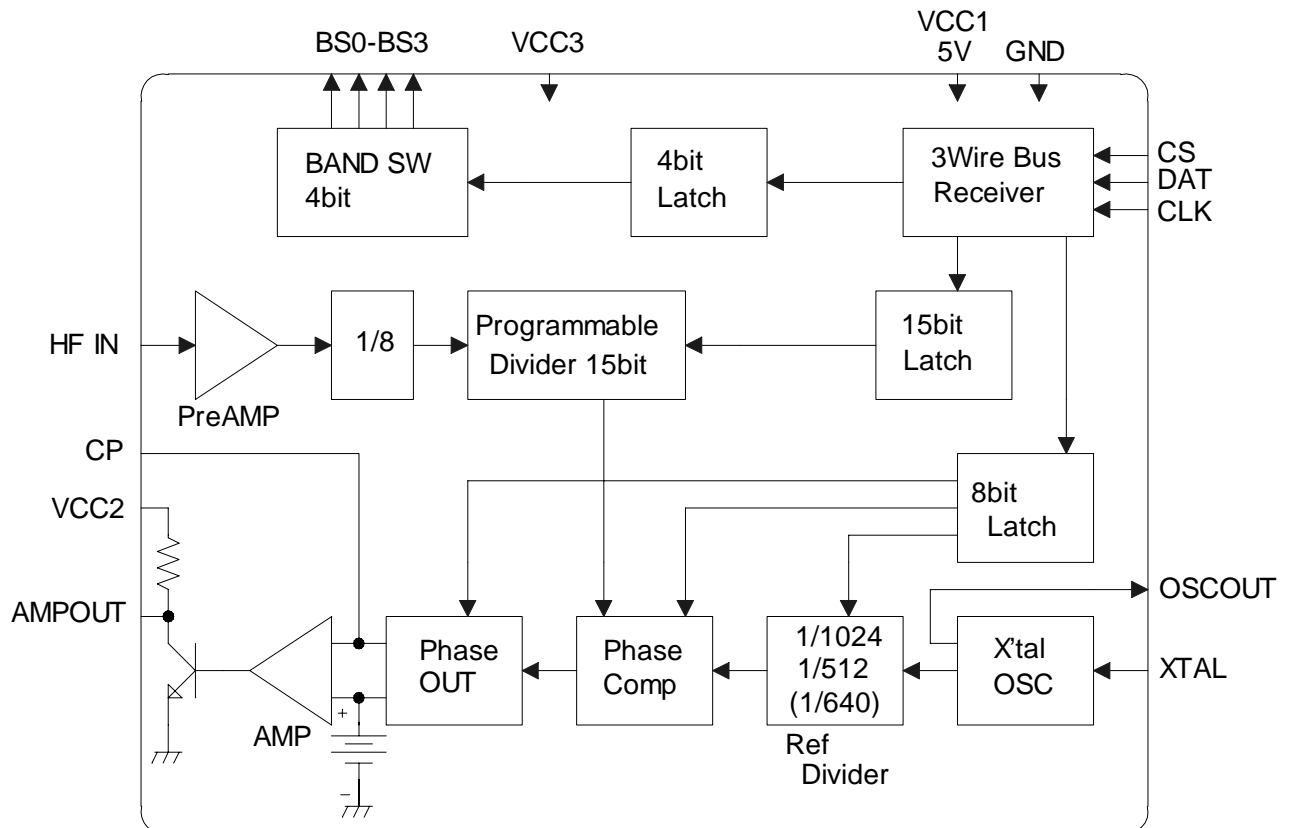 BS0-BS3
VCC3
VCC1
5V
GND
BAND SW
4bit
4bit
Latch
3Wire Bus
Receiver
CS
DAT
CLK
HF IN
PreAMP
1/8
Programmable
Divider 15bit
15bit
Latch
CP
VCC2
8bit
Latch
AMPOUT
OSCOUT
Phase
OUT
Phase
Comp
1/1024
1/512
(1/640)
X'tal
OSC
XTAL
+
AMP
−
Ref
Divider